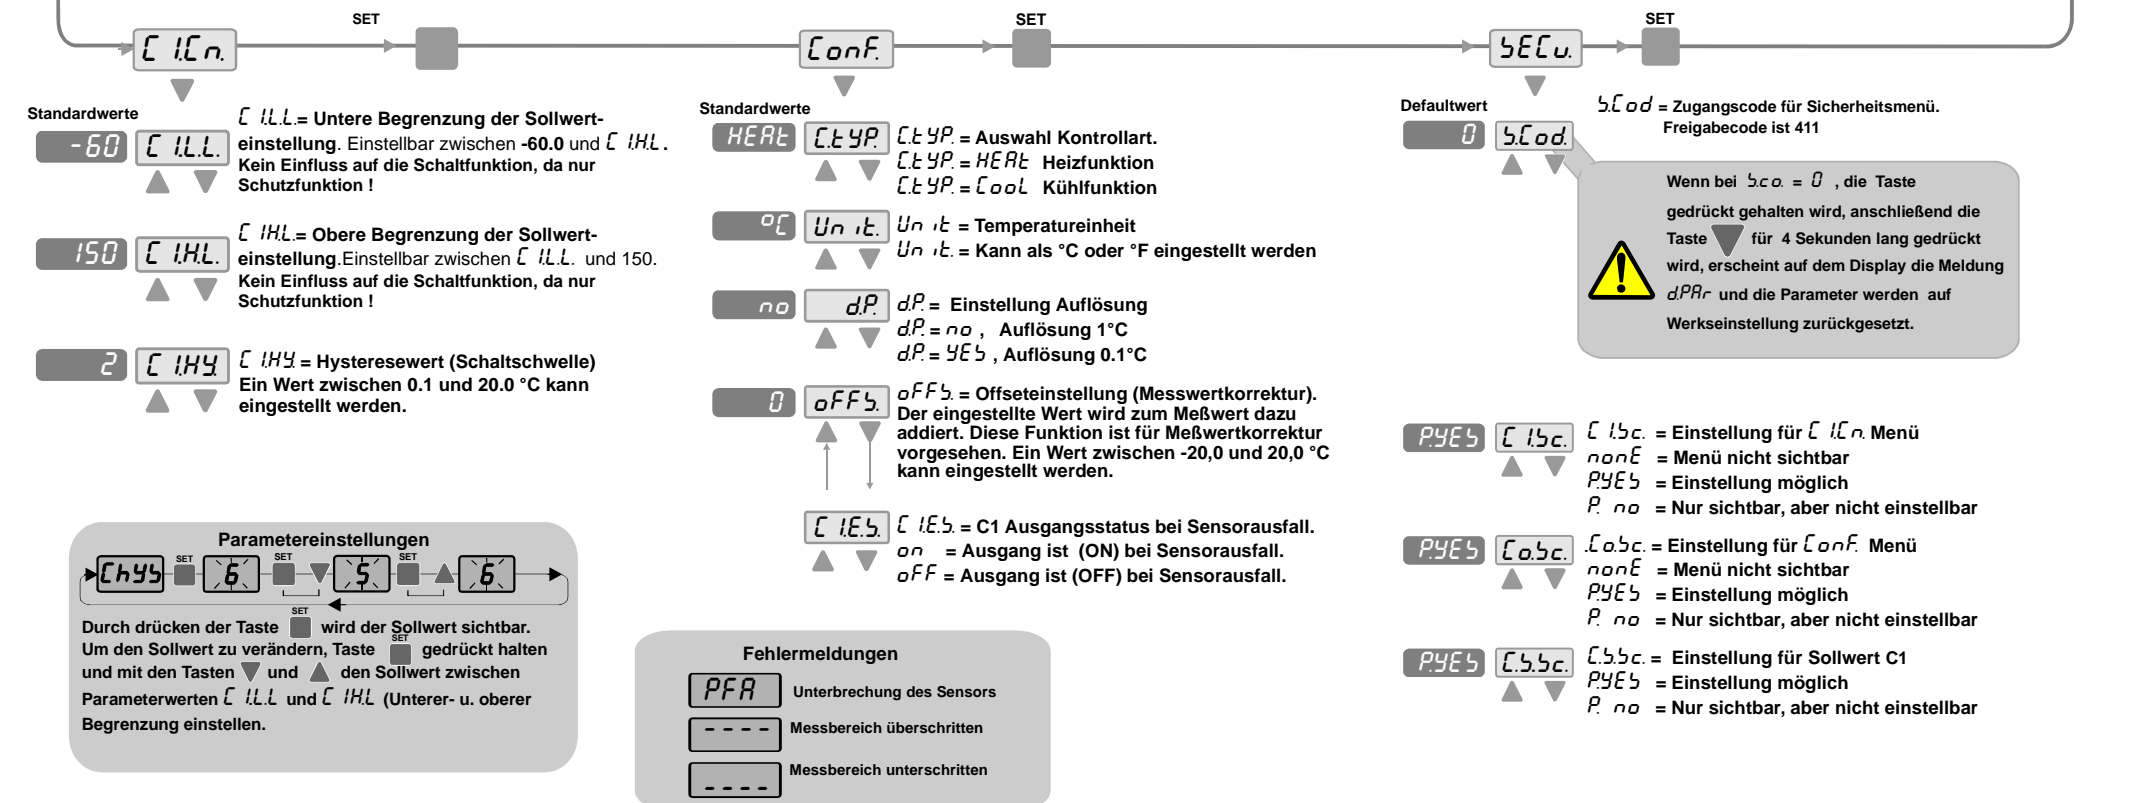 SET
SET
SET
C1.Cn.
ConF.
SECu.
Standardwerte
-60 C1.L.L.
C1.L.L.= Untere Begrenzung der Sollwert-
einstellung. Einstellbar zwischen -60.0 und C1.H.L.
Kein Einfluss auf die Schaltfunktion, da nur
Schutzfunktion !
150 C1.H.L.
C1H.L.= Obere Begrenzung der Sollwert-
einstellung.Einstellbar zwischen C1.L.L. und 150.
Kein Einfluss auf die Schaltfunktion, da nur
Schutzfunktion !
2 C1.HY.
C1.HY. = Hysteresewert (Schaltschwelle)
Ein Wert zwischen 0.1 und 20.0 °C kann
eingestellt werden.
Parametereinstellungen
SET SET SET
ChYS 6 5 6
SET
Durch drücken der Taste wird der Sollwert sichtbar.
SET
Um den Sollwert zu verändern, Taste gedrückt halten
und mit den Tasten und den Sollwert zwischen
Parameterwerten C1.L.L und C1H.L (Unterer- u. oberer
Begrenzung einstellen.
Standardwerte
HEAt C.tYP.
C.tYP. = Auswahl Kontrollart.
C.tYP. = HEAt Heizfunktion
C.tYP. = CooL Kühlfunktion
°C Unit.
Unit = Temperatureinheit
Unit. = Kann als °C oder °F eingestellt werden
no d.P.
d.P. = Einstellung Auflösung
d.P. = no , Auflösung 1°C
d.P. = YES , Auflösung 0.1°C
0 oFFS.
oFFS. = Offseteinstellung (Messwertkorrektur).
Der eingestellte Wert wird zum Meßwert dazu
addiert. Diese Funktion ist für Meßwertkorrektur
vorgesehen. Ein Wert zwischen -20,0 und 20,0 °C
kann eingestellt werden.
C1.E.S.
C1.E.S. = C1 Ausgangsstatus bei Sensorausfall.
on = Ausgang ist (ON) bei Sensorausfall.
oFF = Ausgang ist (OFF) bei Sensorausfall.
Fehlermeldungen
PFA Unterbrechung des Sensors
---- Messbereich überschritten
____ Messbereich unterschritten
Defaultwert
0 S.Cod.
S.Cod = Zugangscode für Sicherheitsmenü.
Freigabecode ist 411
Wenn bei S.co. = 0 , die Taste
gedrückt gehalten wird, anschließend die
Taste für 4 Sekunden lang gedrückt
wird, erscheint auf dem Display die Meldung
d.PAr und die Parameter werden auf
Werkseinstellung zurückgesetzt.
P.YES C1.Sc.
C1.Sc. = Einstellung für C1.Cn. Menü
nonE = Menü nicht sichtbar
P.YES = Einstellung möglich
P. no = Nur sichtbar, aber nicht einstellbar
P.YES Co.Sc.
.Co.Sc. = Einstellung für ConF. Menü
nonE = Menü nicht sichtbar
P.YES = Einstellung möglich
P. no = Nur sichtbar, aber nicht einstellbar
P.YES C.S.Sc.
C.S.Sc. = Einstellung für Sollwert C1
P.YES = Einstellung möglich
P. no = Nur sichtbar, aber nicht einstellbar